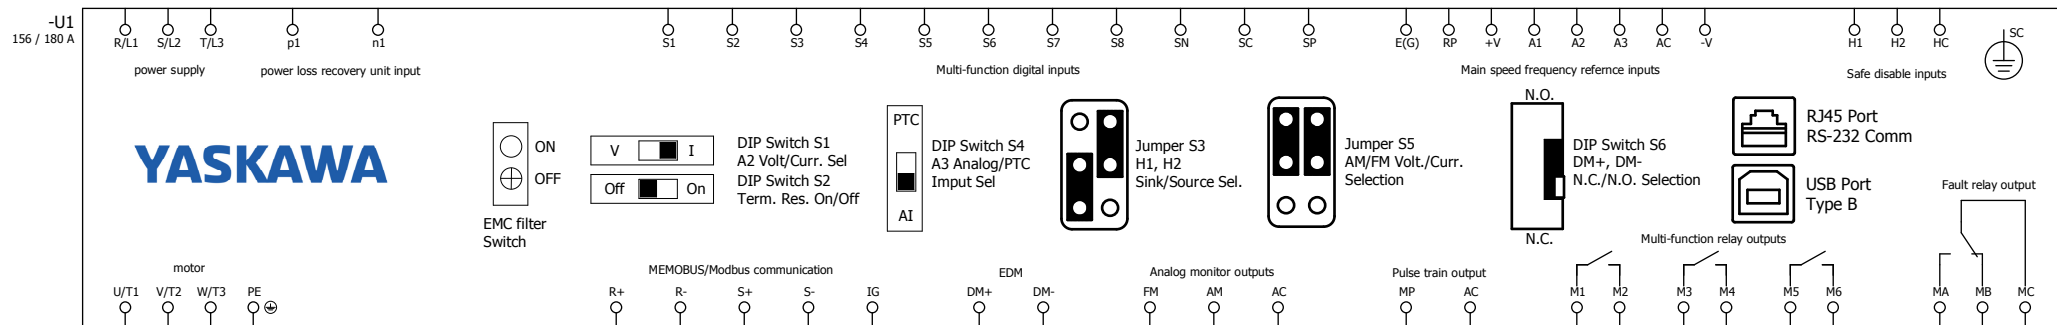 -U1
156 / 180 A
R/L1 S/L2 T/L3 p1 n1 S1 S2 S3 S4 S5 S6 S7 S8 SN SC SP E(G) RP +V A1 A2 A3 AC -V H1 H2 HC SC
power supply power loss recovery unit input Multi-function digital inputs Main speed frequency refernce inputs Safe disable inputs
YASKAWA
ON
OFF
EMC filter
Switch
V I
Off On
DIP Switch S1
A2 Volt/Curr. Sel
DIP Switch S2
Term. Res. On/Off
PTC
AI
DIP Switch S4
A3 Analog/PTC
Imput Sel
Jumper S3
H1, H2
Sink/Source Sel.
Jumper S5
AM/FM Volt./Curr.
Selection
N.O.
N.C.
DIP Switch S6
DM+, DM-
N.C./N.O. Selection
RJ45 Port
RS-232 Comm
USB Port
Type B
Fault relay output
Multi-function relay outputs
motor MEMOBUS/Modbus communication EDM Analog monitor outputs Pulse train output
U/T1 V/T2 W/T3 PE R+ R- S+ S- IG DM+ DM- FM AM AC MP AC M1 M2 M3 M4 M5 M6 MA MB MC